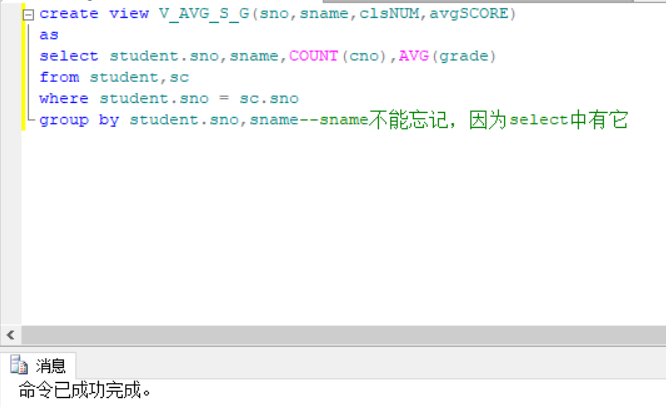 create view V_AVG_S_G(sno,sname,clsNUM,avgSCORE)
as
select student.sno,sname,COUNT(cno),AVG(grade)
from student,sc
where student.sno = sc.sno
group by student.sno,sname--sname不能忘记，因为select中有它
消息
命令已成功完成。